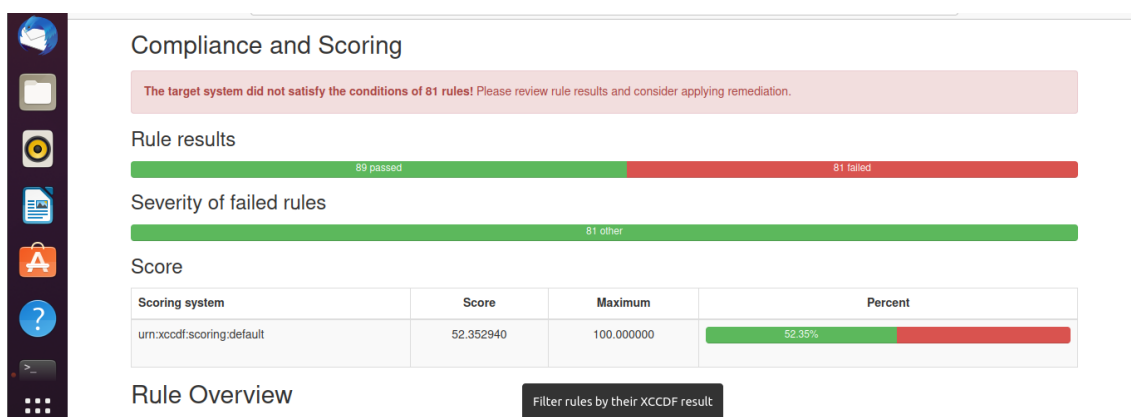 Compliance and Scoring
The target system did not satisfy the conditions of 81 rules! Please review rule results and consider applying remediation.
Rule results
89 passed 81 failed
Severity of failed rules
81 other
Score
Scoring system Score Maximum Percent
urn:xccdf:scoring:default 52.352940 100.000000 52.35%
Rule Overview
Filter rules by their XCCDF result